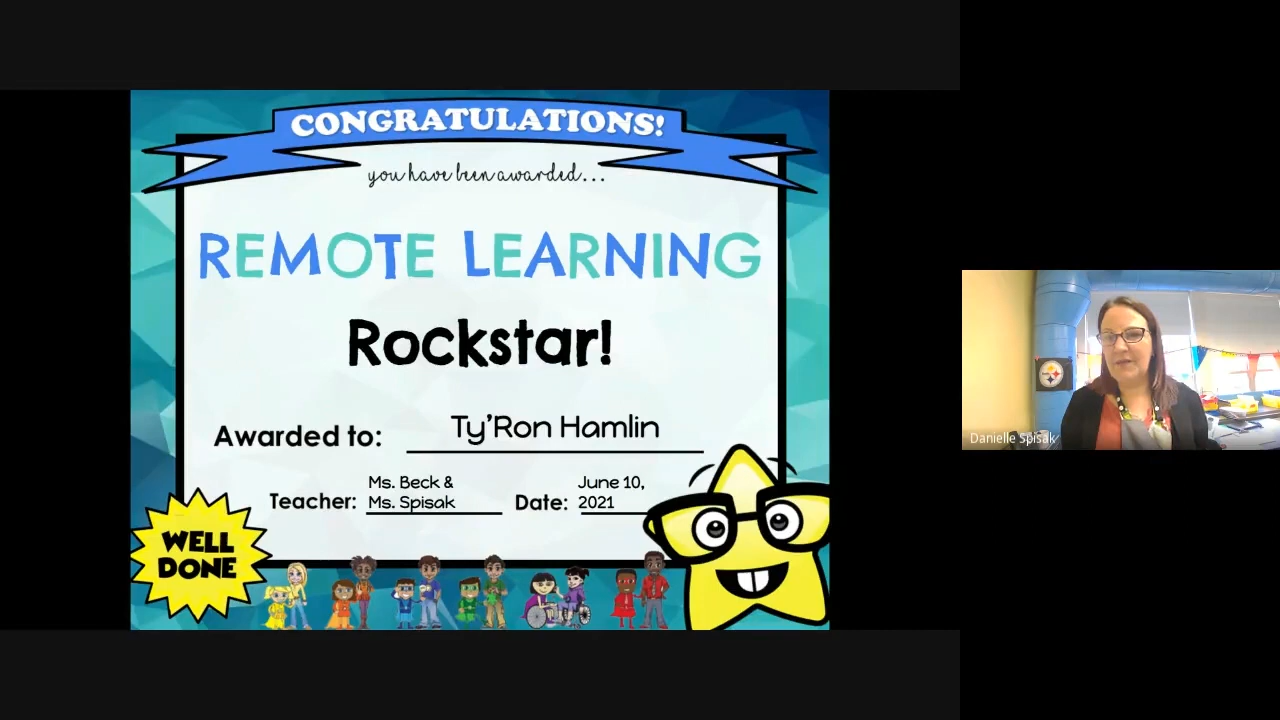 CONGRATULATIONS!
you have been awarded...
REMOTE LEARNING
Rockstar!
Awarded to: Ty'Ron Hamlin
Teacher: Ms. Beck & Ms. Spisak
Date: June 10, 2021
WELL
DONE
Danielle Spisak